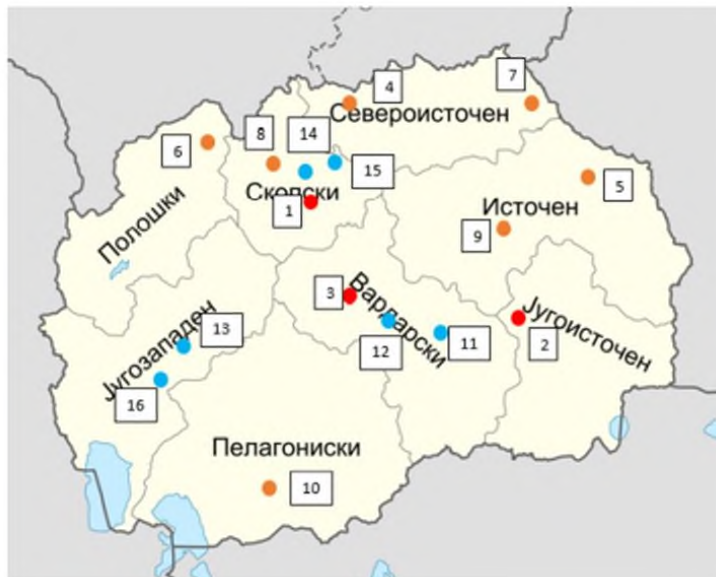 7
4
Североисточен
8
14
6
15
5
Скопски
Полошки
Источен
1
9
3
Вардарски
Југоисточен
13
Југозападен
12
11
2
16
Пелагониски
10